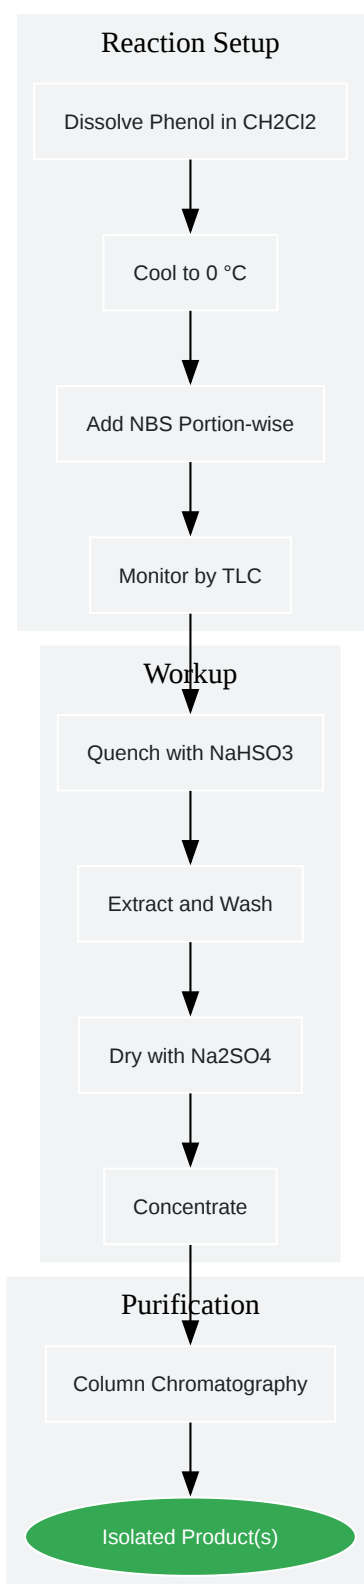 Reaction Setup
Dissolve Phenol in CH2Cl2
Cool to 0 °C
Add NBS Portion-wise
Monitor by TLC
Workup
Quench with NaHSO3
Extract and Wash
Dry with Na2SO4
Concentrate
Purification
Column Chromatography
Isolated Product(s)